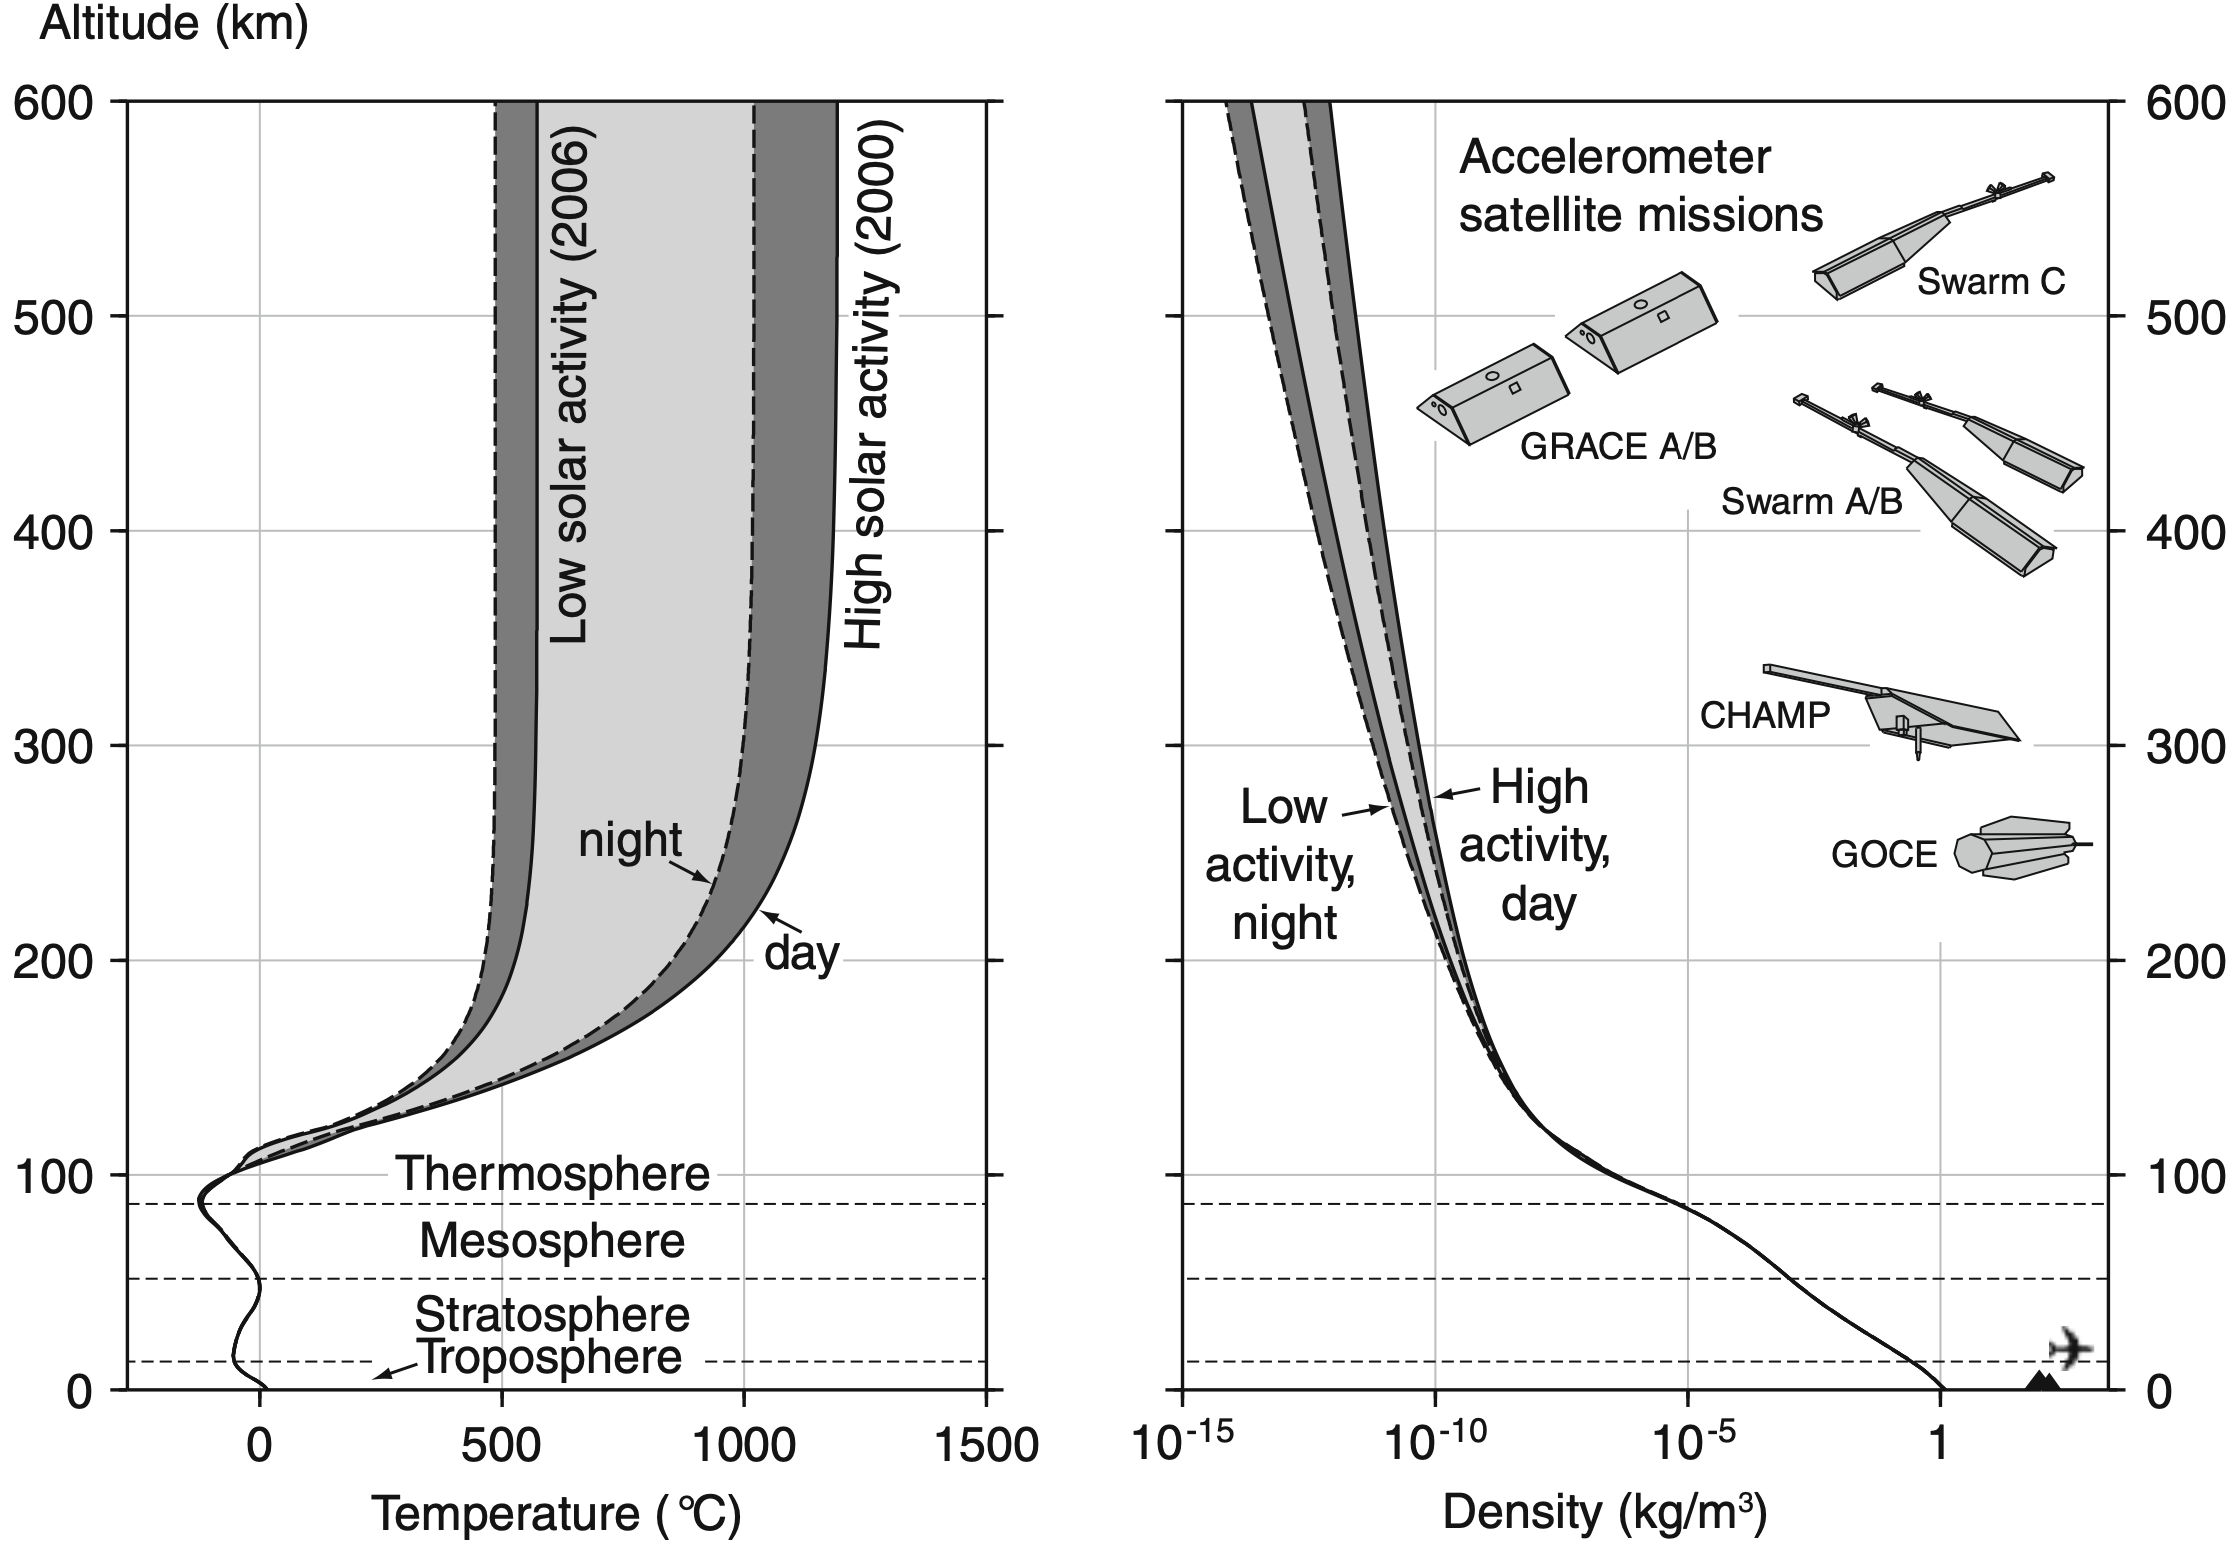 Altitude (km)
600
500
400
300
200
100
0
Low solar activity (2006)
High solar activity (2000)
night
day
Thermosphere
Mesosphere
Stratosphere
Troposphere
0
500
1000
1500
Temperature (°C)
Accelerometer
satellite missions
Swarm C
GRACE A/B
Swarm A/B
CHAMP
GOCE
Low
activity,
night
High
activity,
day
600
500
400
300
200
100
0
10⁻¹⁵
10⁻¹⁰
10⁻⁵
1
Density (kg/m³)